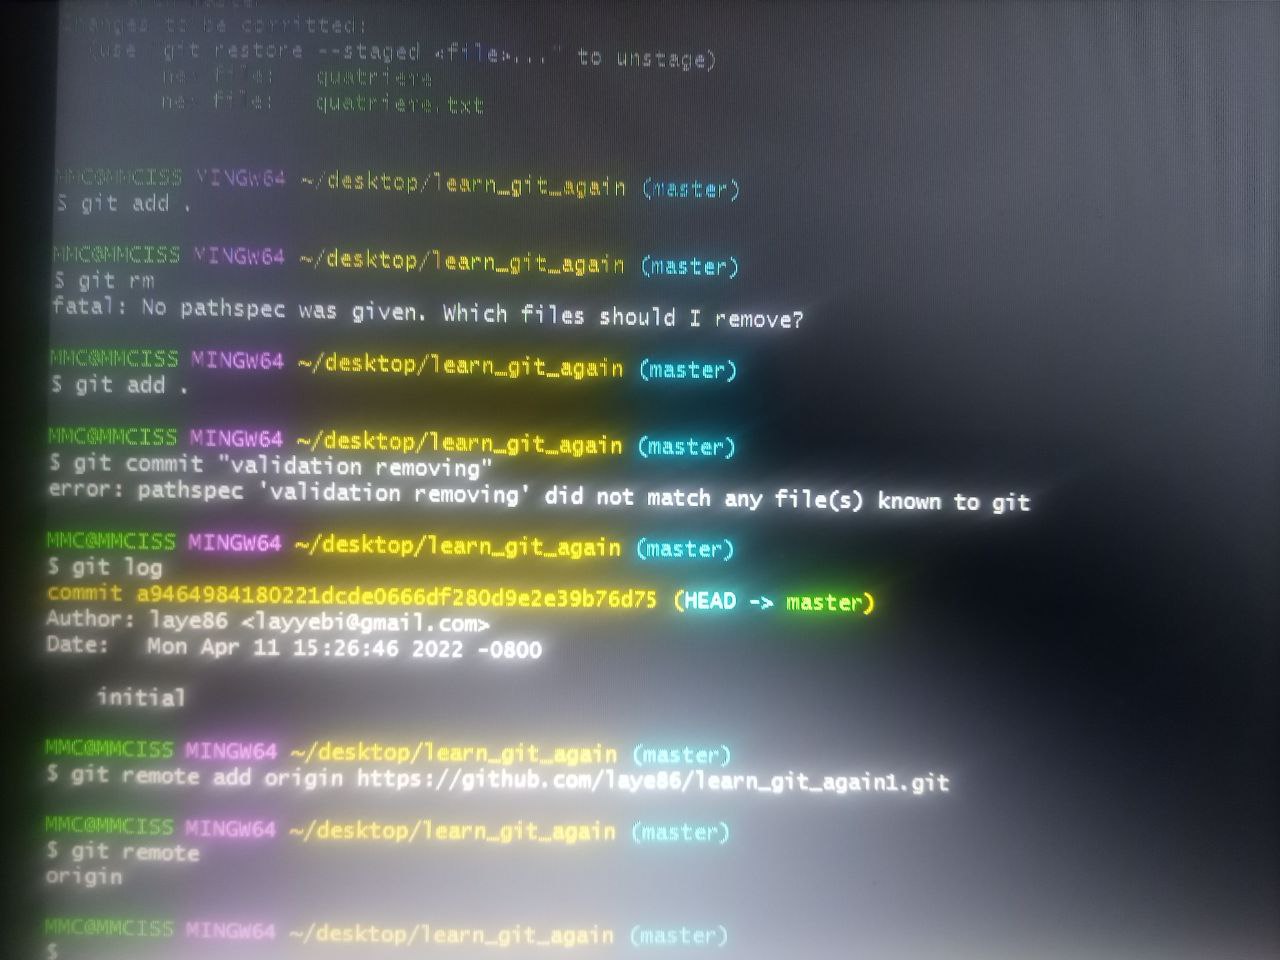 Changes to be committed:
(use "git restore --staged <file>..." to unstage)
new file: quatriere
new file: quatriere.txt
MMC@MMCISS MINGW64 ~/desktop/learn_git_again (master)
$ git add .
MMC@MMCISS MINGW64 ~/desktop/learn_git_again (master)
$ git rm
fatal: No pathspec was given. Which files should I remove?
MMC@MMCISS MINGW64 ~/desktop/learn_git_again (master)
$ git add .
MMC@MMCISS MINGW64 ~/desktop/learn_git_again (master)
$ git commit "validation removing"
error: pathspec 'validation removing' did not match any file(s) known to git
MMC@MMCISS MINGW64 ~/desktop/learn_git_again (master)
$ git log
commit a9464984180221dcde0666df280d9e2e39b76d75 (HEAD -> master)
Author: laye86 <layyebi@gmail.com>
Date: Mon Apr 11 15:26:46 2022 -0800
initial
MMC@MMCISS MINGW64 ~/desktop/learn_git_again (master)
$ git remote add origin https://github.com/laye86/learn_git_again1.git
MMC@MMCISS MINGW64 ~/desktop/learn_git_again (master)
$ git remote
origin
MMC@MMCISS MINGW64 ~/desktop/learn_git_again (master)
$